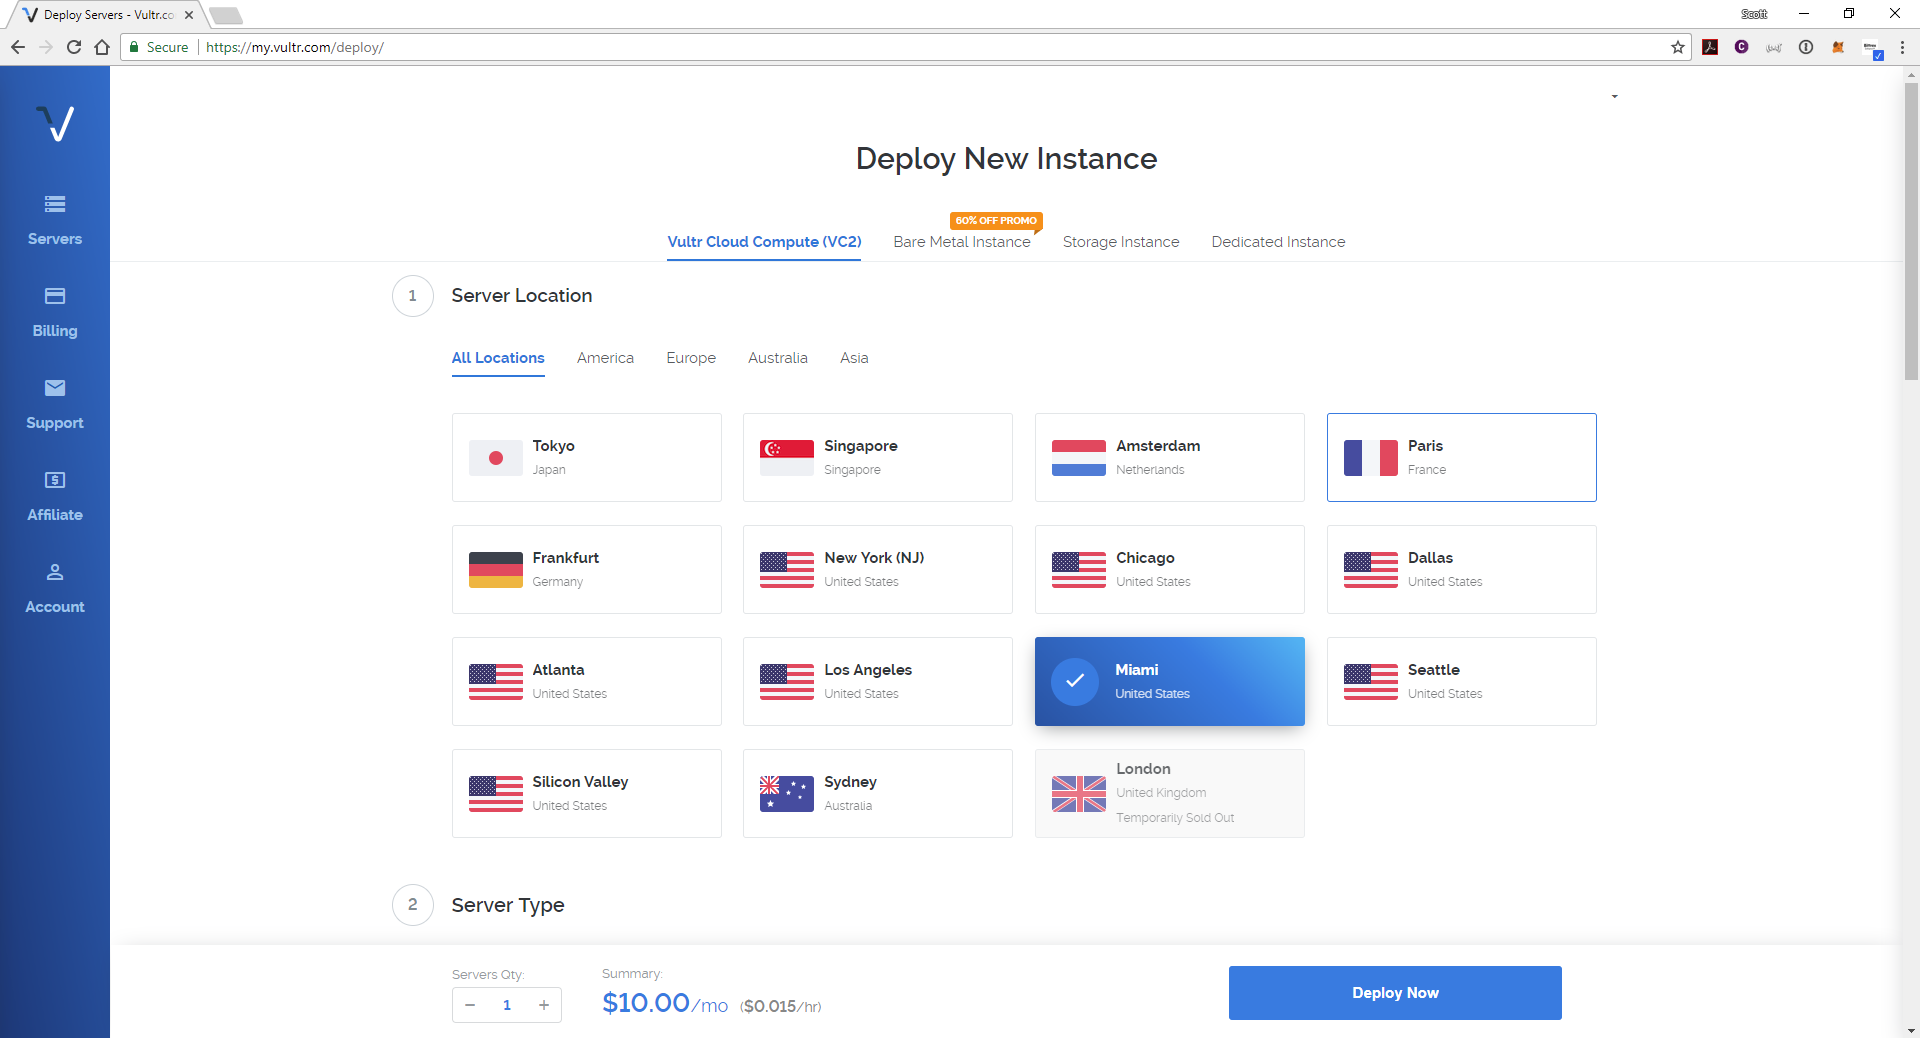 Deploy Servers - Vultr.co
Scott
Secure
https://my.vultr.com/deploy/
Servers
Billing
Support
Affiliate
Account
Deploy New Instance
60% OFF PROMO
Vultr Cloud Compute (VC2)
Bare Metal Instance
Storage Instance
Dedicated Instance
1
Server Location
All Locations
America
Europe
Australia
Asia
Tokyo
Japan
Singapore
Singapore
Amsterdam
Netherlands
Paris
France
Frankfurt
Germany
New York (NJ)
United States
Chicago
United States
Dallas
United States
Atlanta
United States
Los Angeles
United States
Miami
United States
Seattle
United States
Silicon Valley
United States
Sydney
Australia
London
United Kingdom
Temporarily Sold Out
2
Server Type
Servers Qty:
− 1 +
Summary:
$10.00/mo ($0.015/hr)
Deploy Now